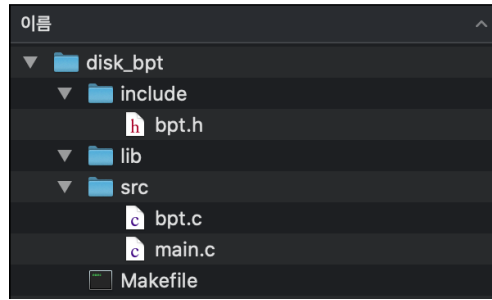 이름
disk_bpt
include
h bpt.h
lib
src
c bpt.c
c main.c
Makefile